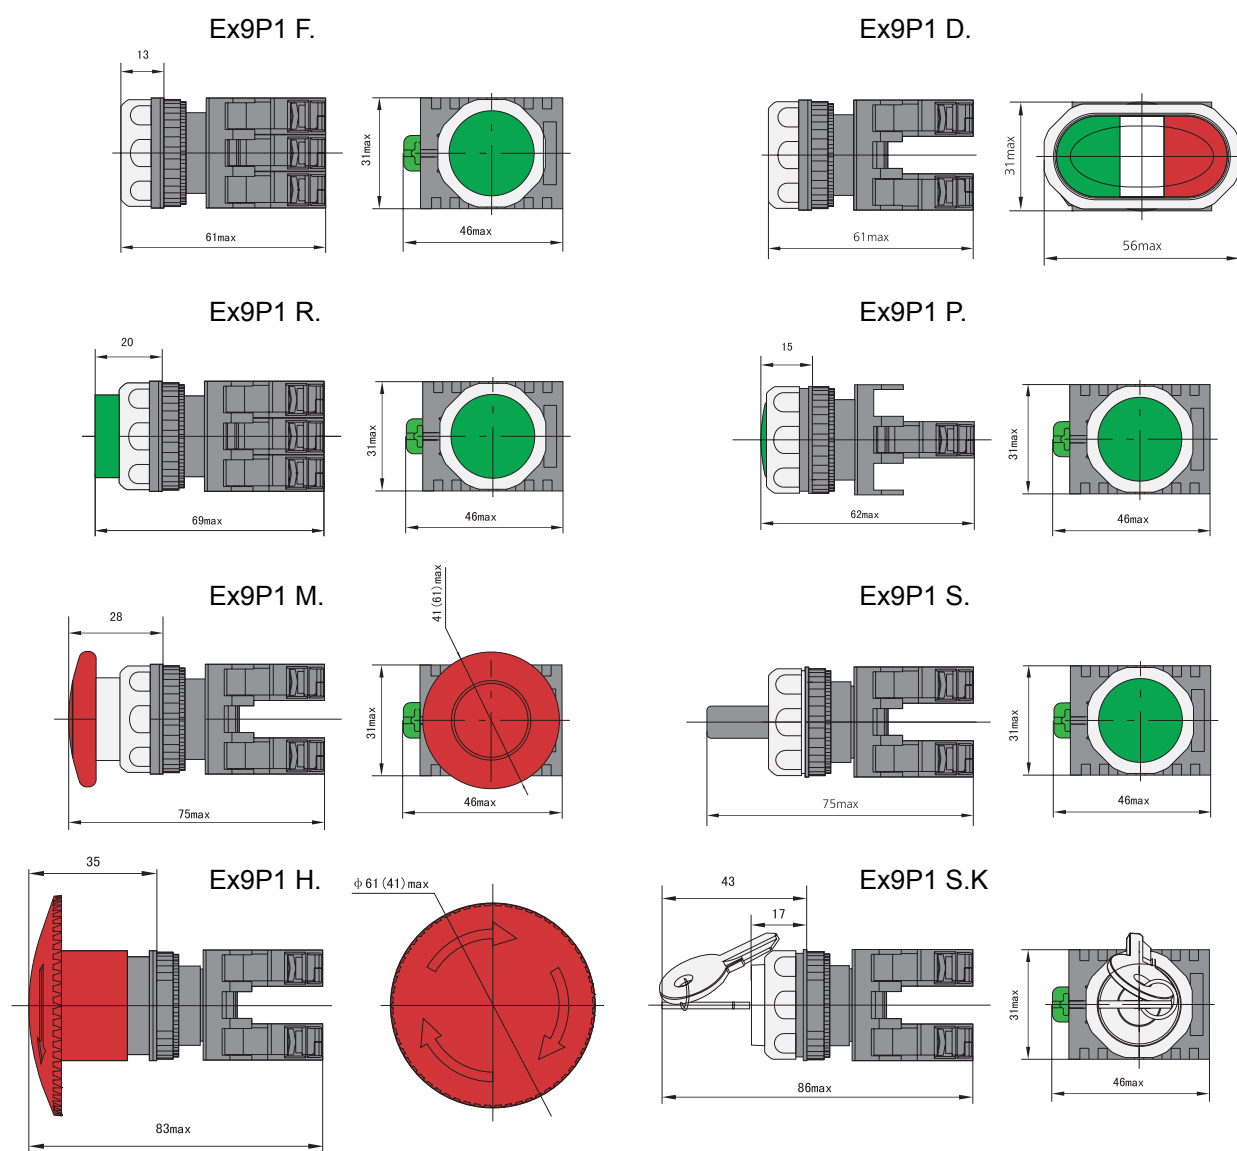 Ex9P1 F.
Ex9P1 D.
13
31max
61max
46max
31max
61max
56max
Ex9P1 R.
Ex9P1 P.
20
31max
69max
46max
15
31max
62max
46max
Ex9P1 M.
Ex9P1 S.
28
41(61)max
31max
75max
46max
31max
75max
46max
Ex9P1 H.
Ex9P1 S.K
35
ϕ61(41)max
83max
43
17
31max
86max
46max